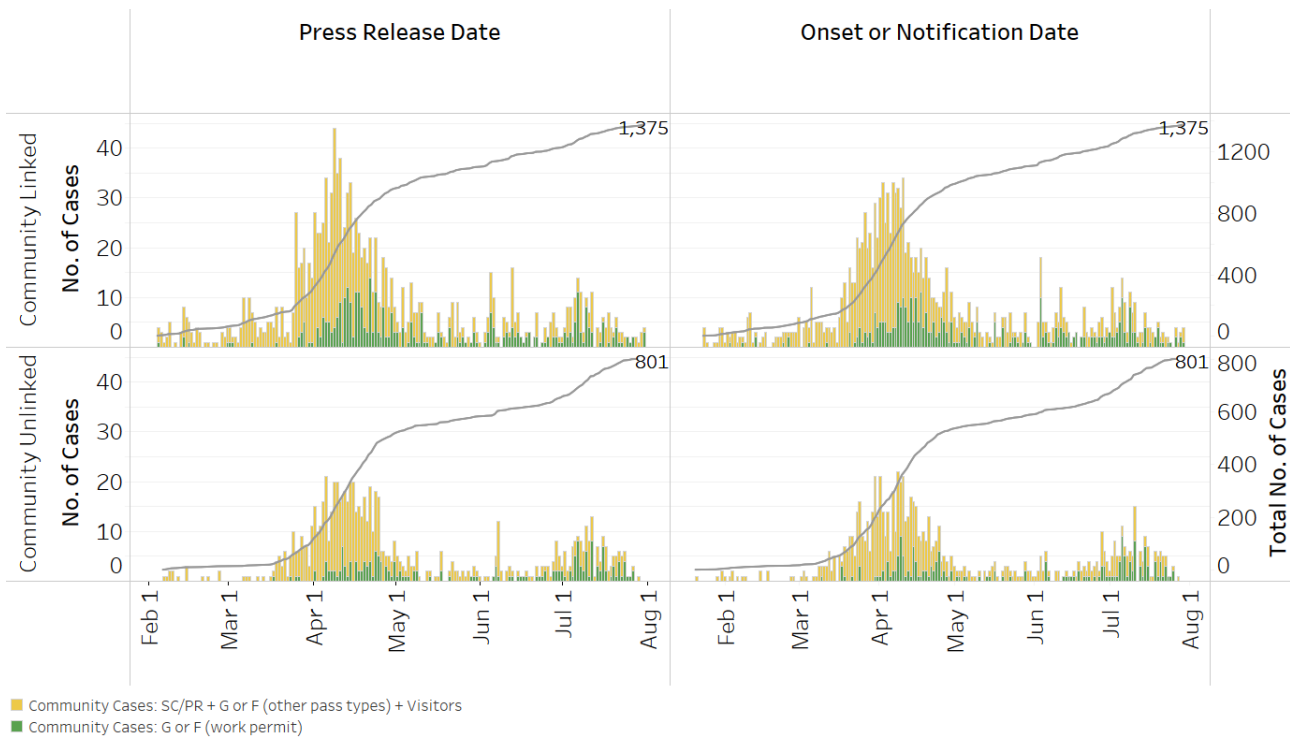 Press Release Date
Onset or Notification Date
Community Linked
No. of Cases
40
30
20
10
0
1,375
1,375
1200
800
400
0
Community Unlinked
No. of Cases
40
30
20
10
0
801
801
800
600
400
200
0
Total No. of Cases
Feb 1
Mar 1
Apr 1
May 1
Jun 1
Jul 1
Aug 1
Feb 1
Mar 1
Apr 1
May 1
Jun 1
Jul 1
Aug 1
Community Cases: SC/PR + G or F (other pass types) + Visitors
Community Cases: G or F (work permit)